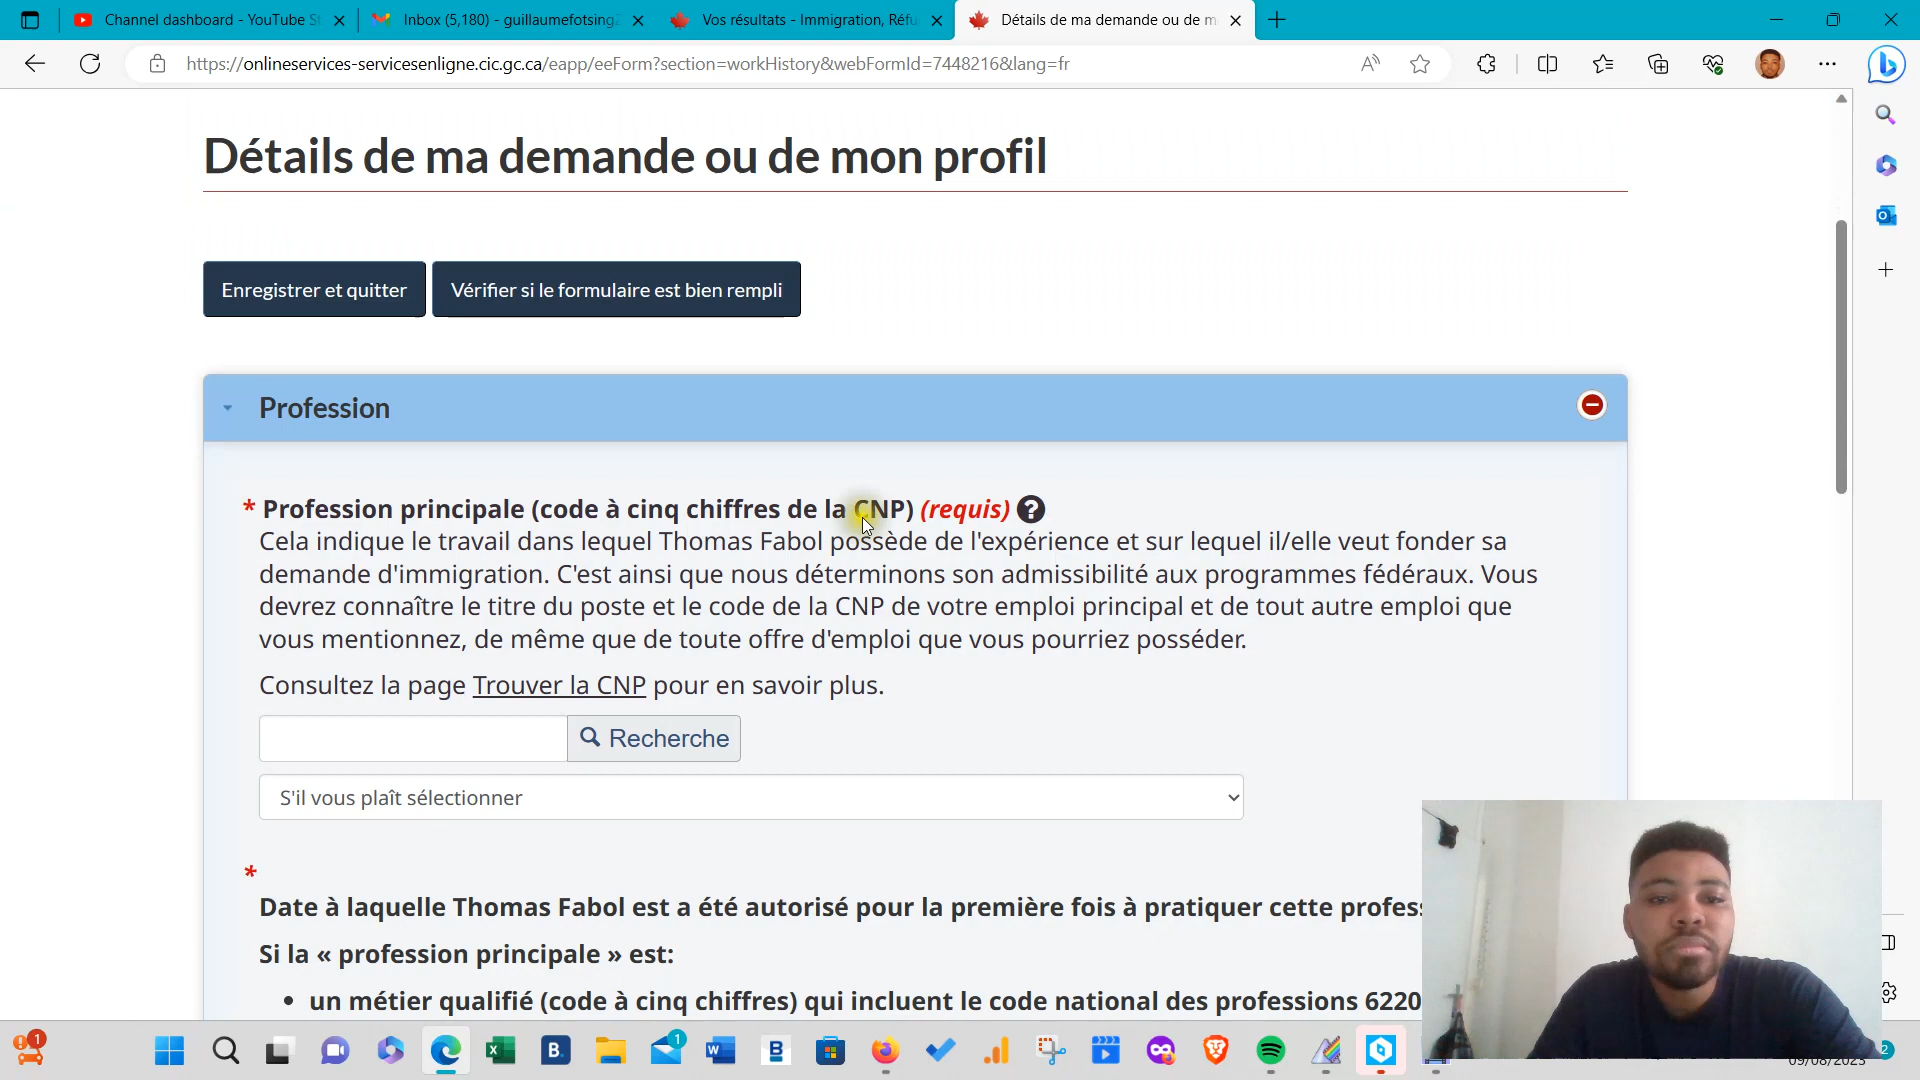 Channel dashboard - YouTube S
Inbox (5,180) - guillaumefotsing
Vos résultats - Immigration, Réfu
Détails de ma demande ou de m
https://onlineservices-servicesenligne.cic.gc.ca/eapp/eeForm?section=workHistory&webFormId=7448216&lang=fr
Détails de ma demande ou de mon profil
Enregistrer et quitter
Vérifier si le formulaire est bien rempli
Profession
* Profession principale (code à cinq chiffres de la CNP) (requis) ?
Cela indique le travail dans lequel Thomas Fabol possède de l'expérience et sur lequel il/elle veut fonder sa
demande d'immigration. C'est ainsi que nous déterminons son admissibilité aux programmes fédéraux. Vous
devrez connaître le titre du poste et le code de la CNP de votre emploi principal et de tout autre emploi que
vous mentionnez, de même que de toute offre d'emploi que vous pourriez posséder.
Consultez la page Trouver la CNP pour en savoir plus.
Recherche
S'il vous plaît sélectionner
*
Date à laquelle Thomas Fabol est a été autorisé pour la première fois à pratiquer cette profes
Si la « profession principale » est:
• un métier qualifié (code à cinq chiffres) qui incluent le code national des professions 6220
09/08/2023